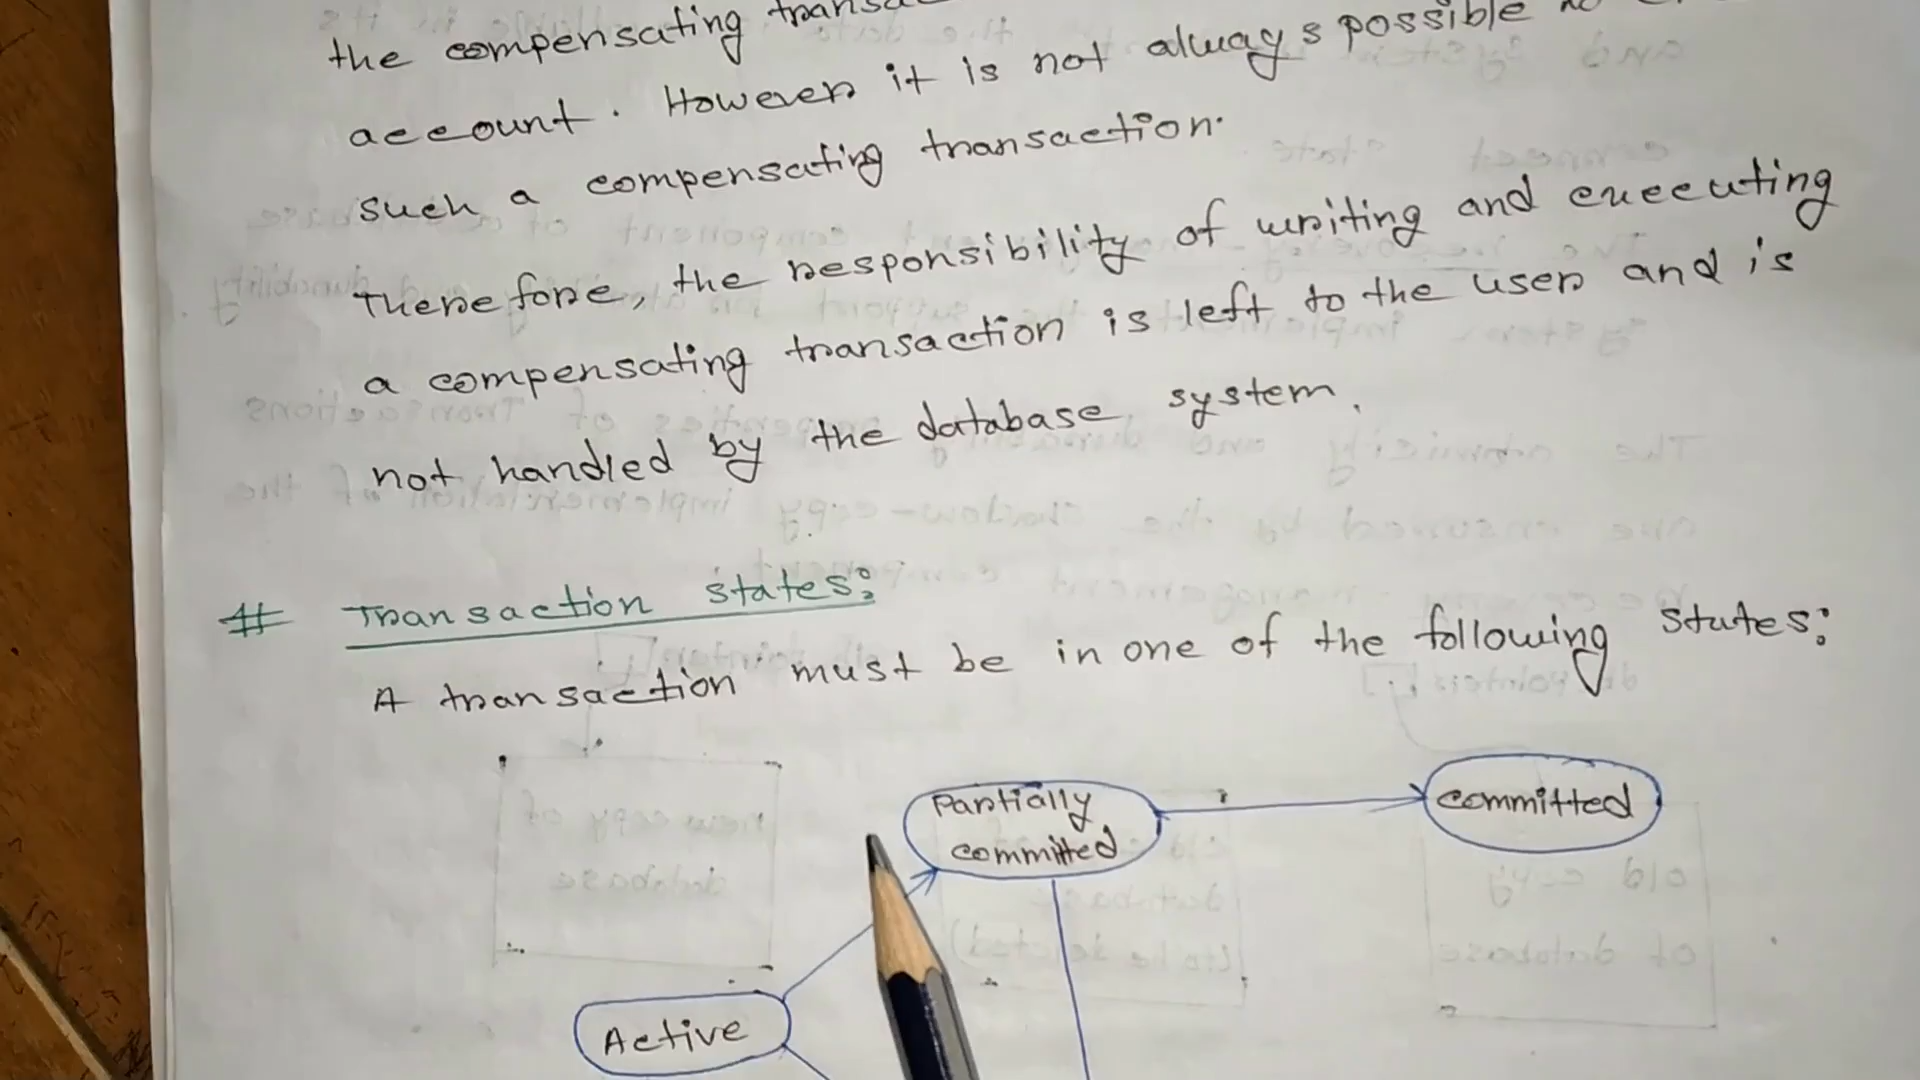 the compensating
account. However it is not always possible
such a compensating transaction.
Therefore, the responsibility of writing and executing
a compensating transaction is left to the user and is
not handled by the database system.
# Transaction states:
A transaction must be in one of the following states:
Partially
committed
committed
Active